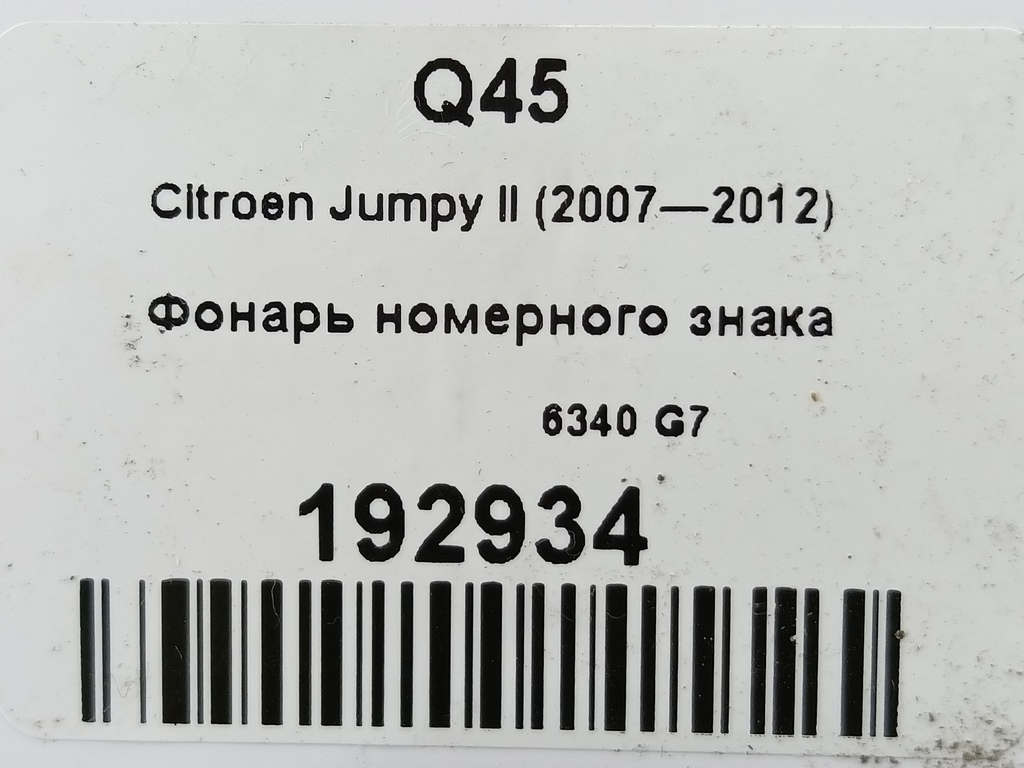 Q45
Citroen Jumpy II (2007—2012)
Фонарь номерного знака
6340 G7
192934